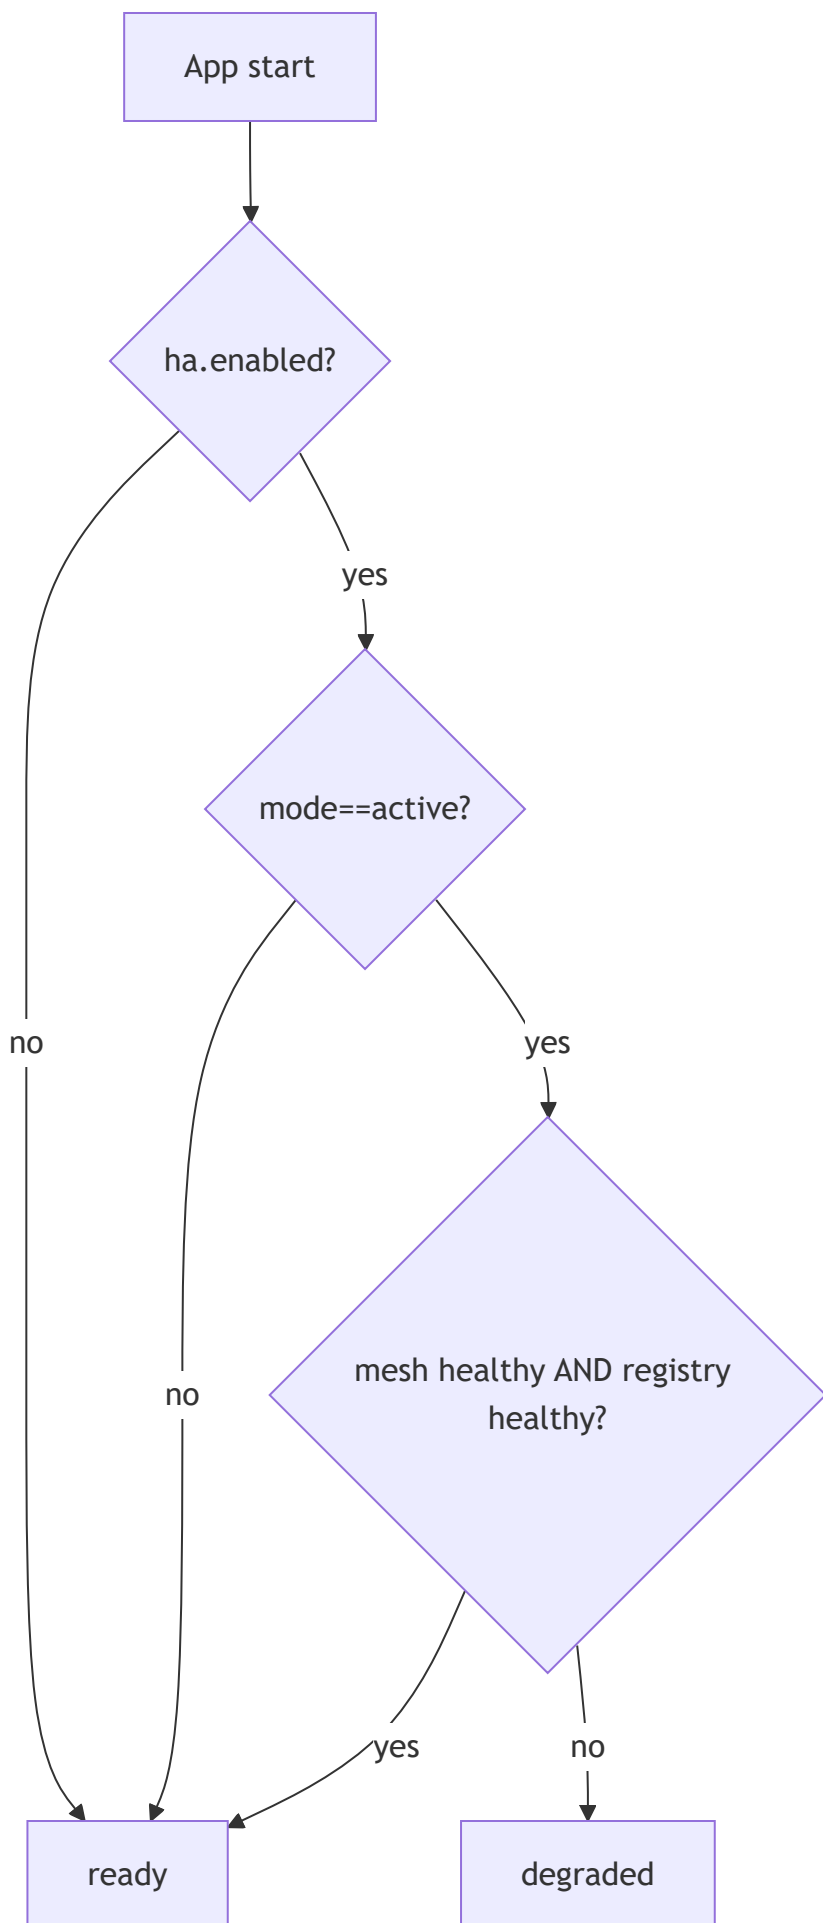 App start
ha.enabled?
yes
mode==active?
no
yes
mesh healthy AND registry
healthy?
no
yes
no
ready
degraded